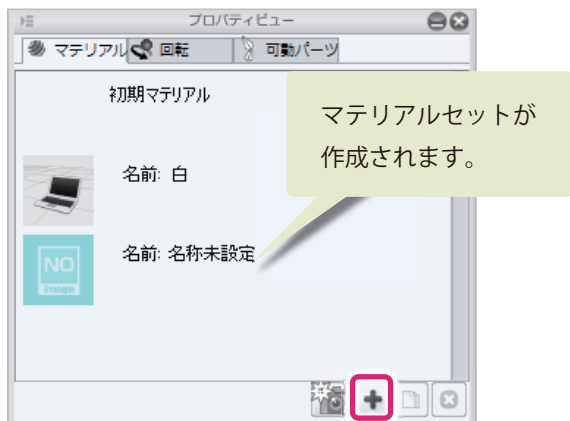 プロパティビュー
マテリアル 回転 可動パーツ
初期マテリアル
マテリアルセットが
作成されます。
名前: 白
名前: 名称未設定
NO
image